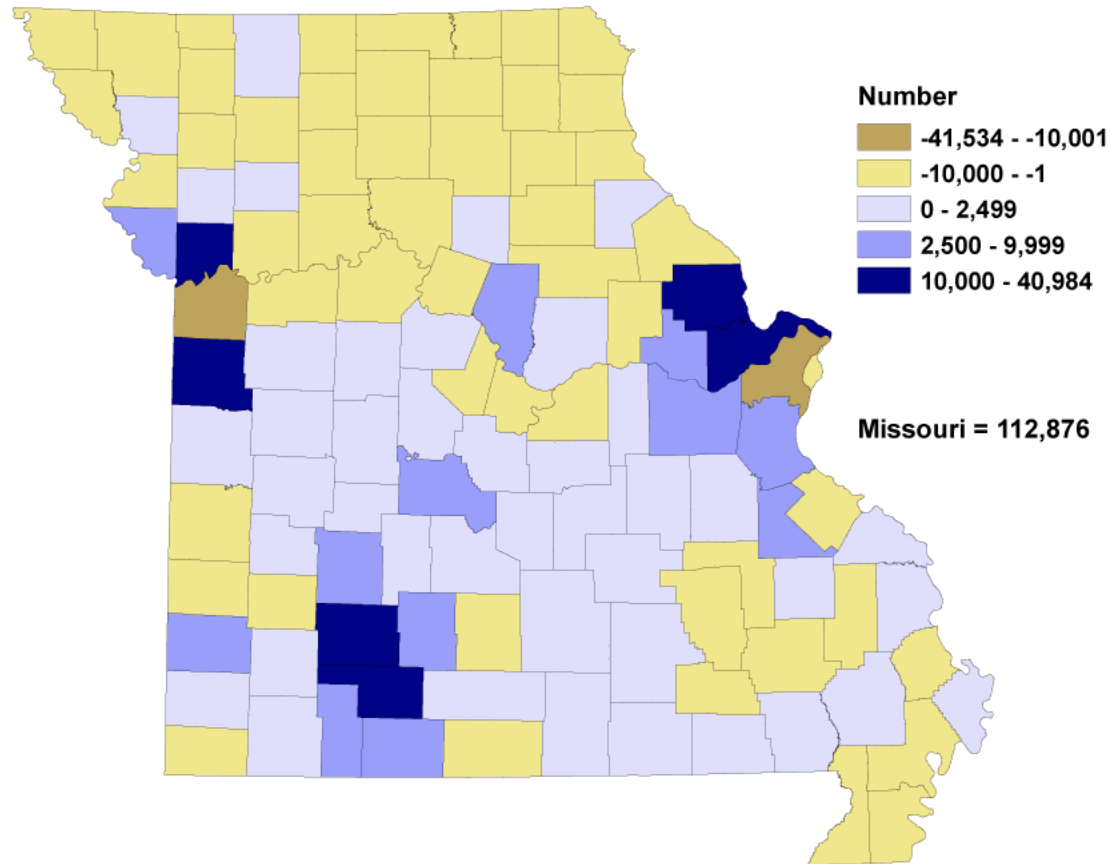 Number
-41,534 - -10,001
-10,000 - -1
0 - 2,499
2,500 - 9,999
10,000 - 40,984
Missouri = 112,876